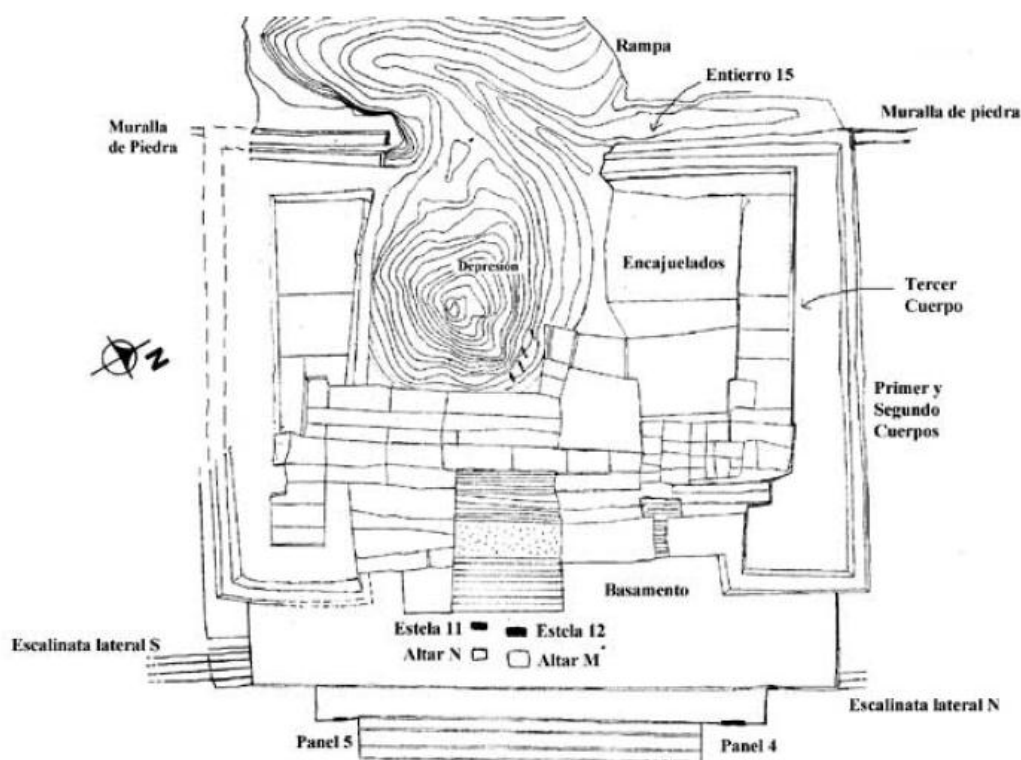 Rampa
Entierro 15
Muralla
de Piedra
Muralla de piedra
Depresión
Encajuelados
Tercer
Cuerpo
N
Primer y
Segundo
Cuerpos
Basamento
Estela 11
Estela 12
Altar N
Altar M
Escalinata lateral S
Escalinata lateral N
Panel 5
Panel 4